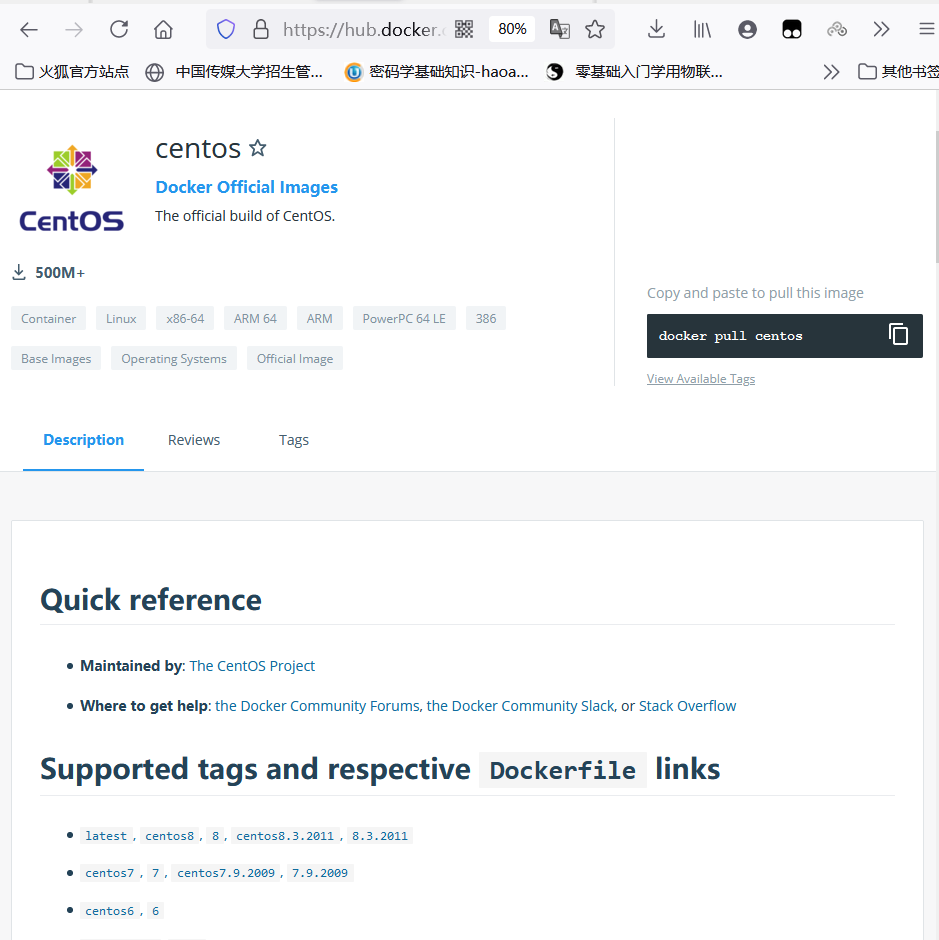 https://hub.docker.c
80%
火狐官方站点
中国传媒大学招生管...
密码学基础知识-haoa...
零基础入门学用物联...
其他书签
centos
Docker Official Images
The official build of CentOS.
CentOS
500M+
Container Linux x86-64 ARM 64 ARM PowerPC 64 LE 386
Base Images Operating Systems Official Image
Copy and paste to pull this image
docker pull centos
View Available Tags
Description Reviews Tags
Quick reference
Maintained by: The CentOS Project
Where to get help: the Docker Community Forums, the Docker Community Slack, or Stack Overflow
Supported tags and respective Dockerfile links
latest, centos8, 8, centos8.3.2011, 8.3.2011
centos7, 7, centos7.9.2009, 7.9.2009
centos6, 6